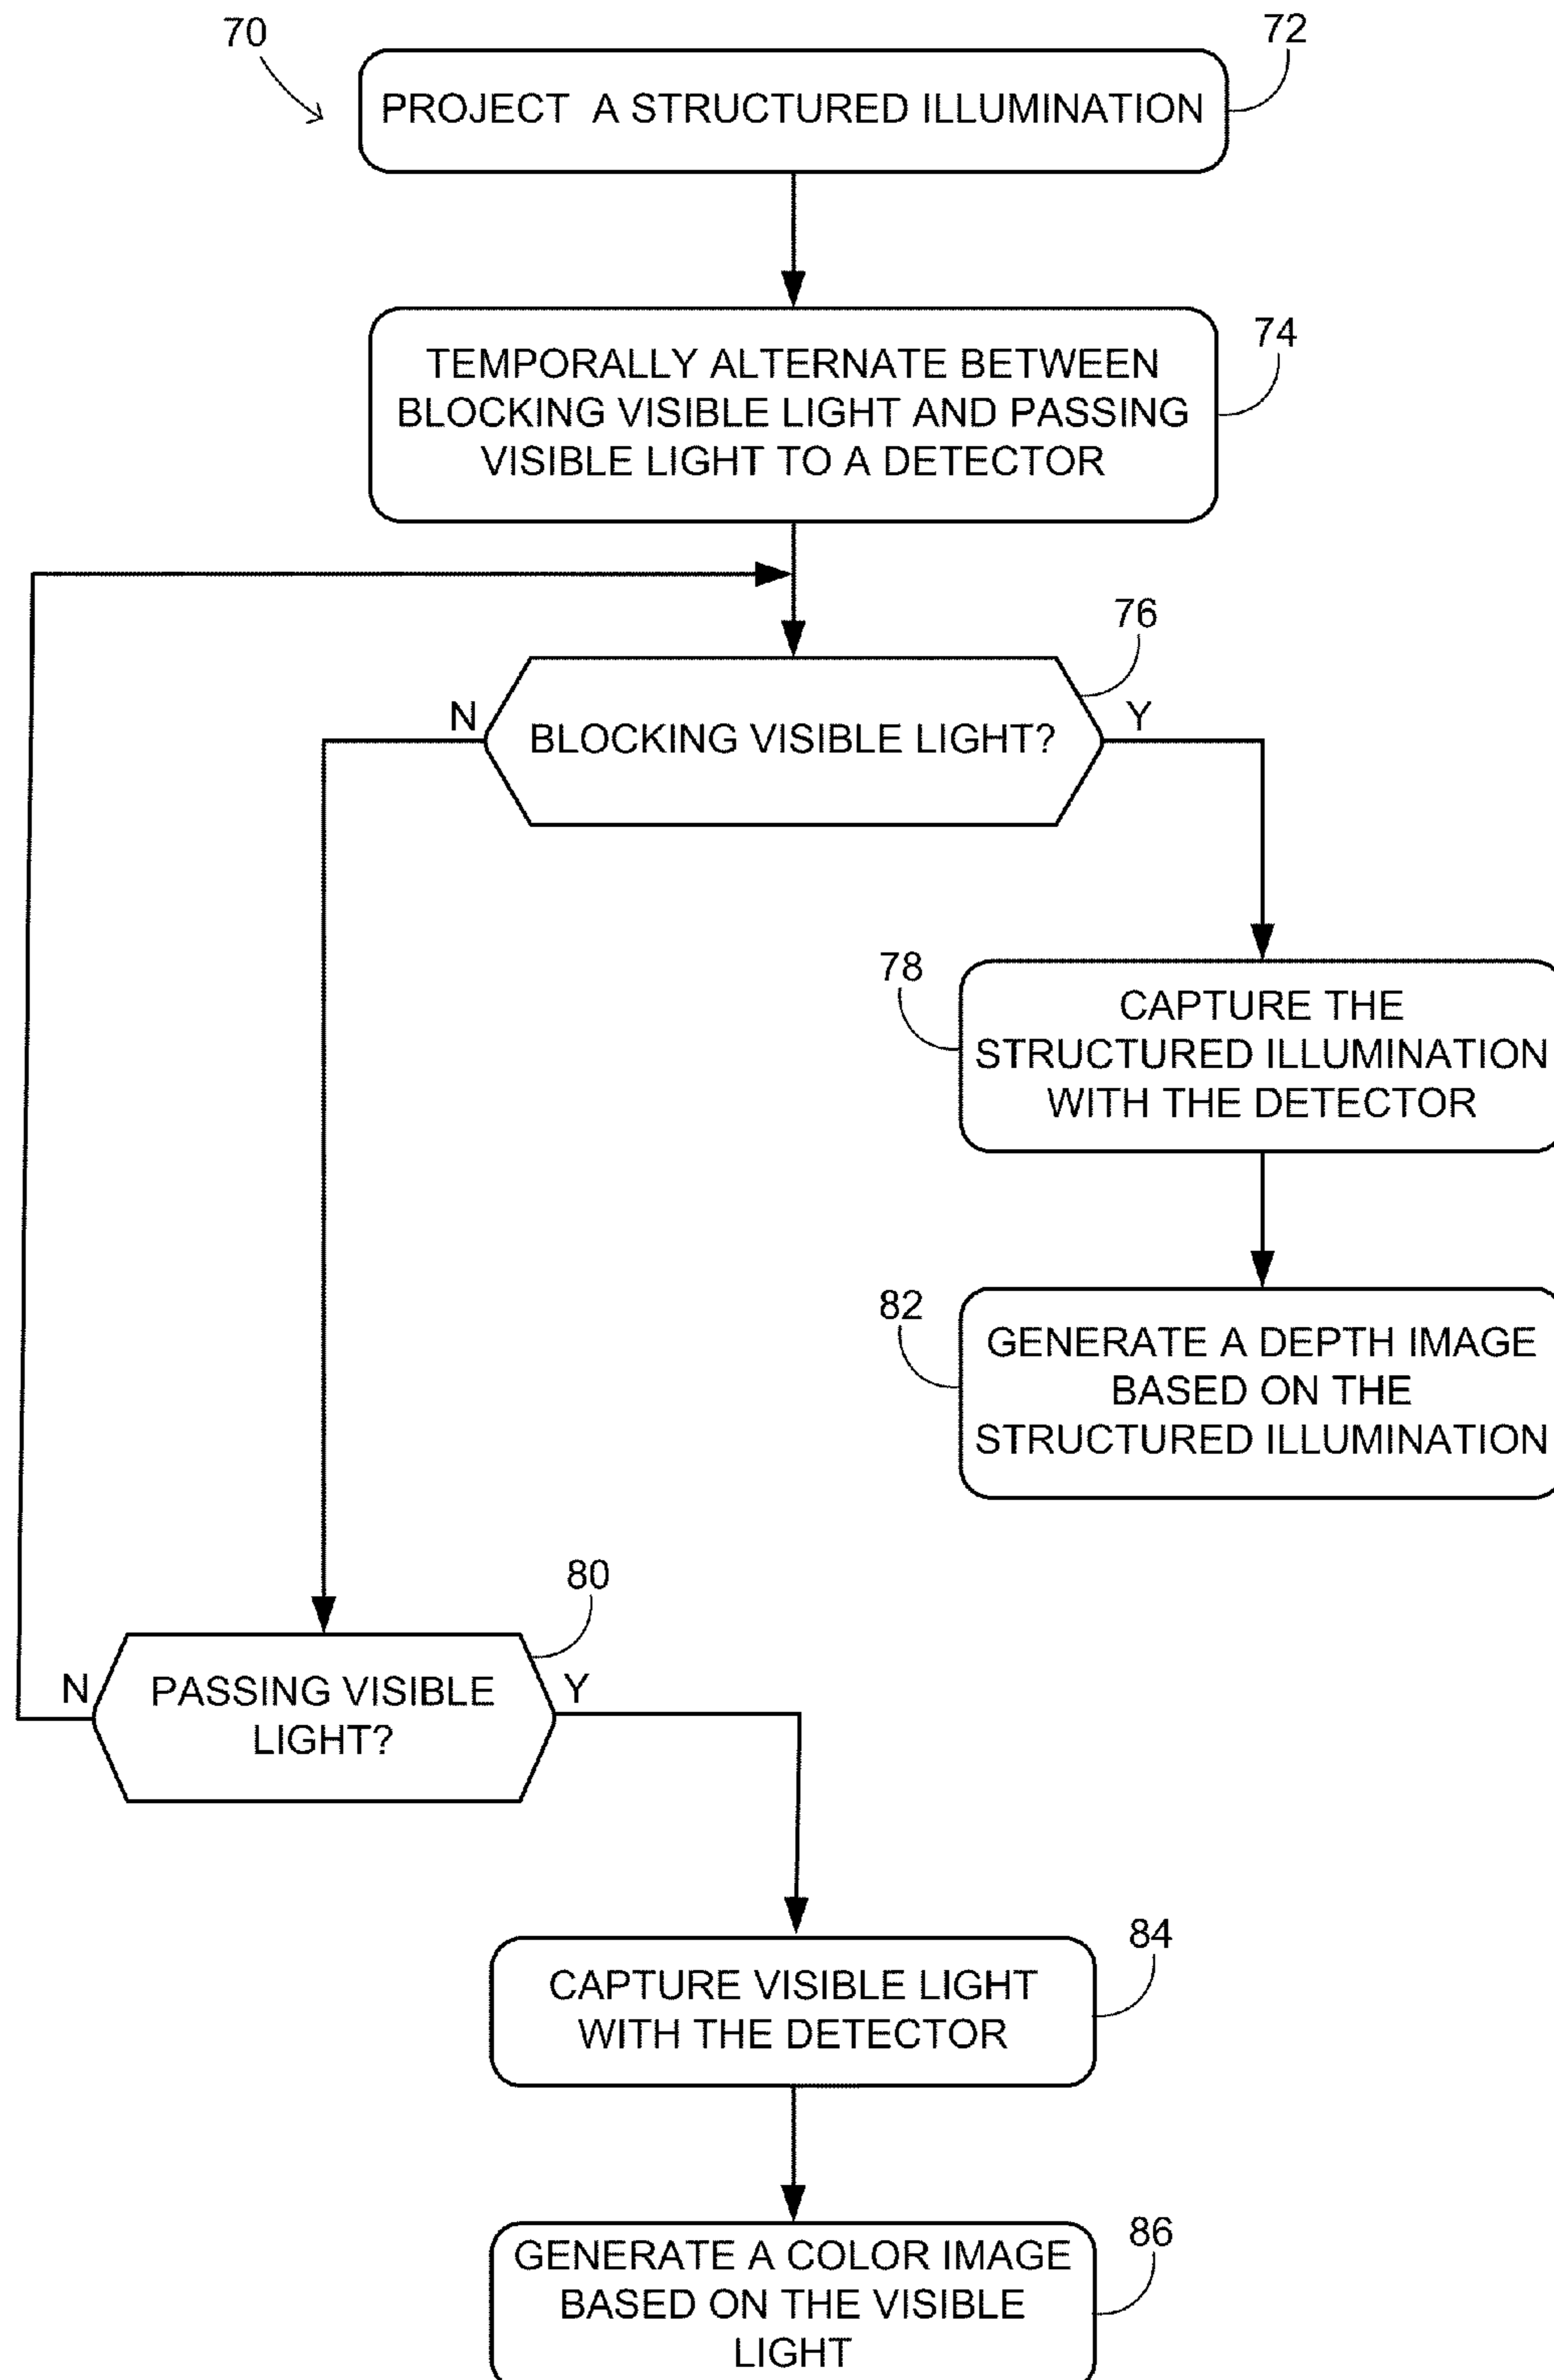 70
72
PROJECT A STRUCTURED ILLUMINATION
74
TEMPORALLY ALTERNATE BETWEEN
BLOCKING VISIBLE LIGHT AND PASSING
VISIBLE LIGHT TO A DETECTOR
76
N
Y
BLOCKING VISIBLE LIGHT?
78
CAPTURE THE
STRUCTURED ILLUMINATION
WITH THE DETECTOR
82
GENERATE A DEPTH IMAGE
BASED ON THE
STRUCTURED ILLUMINATION
80
N
Y
PASSING VISIBLE
LIGHT?
84
CAPTURE VISIBLE LIGHT
WITH THE DETECTOR
86
GENERATE A COLOR IMAGE
BASED ON THE VISIBLE
LIGHT